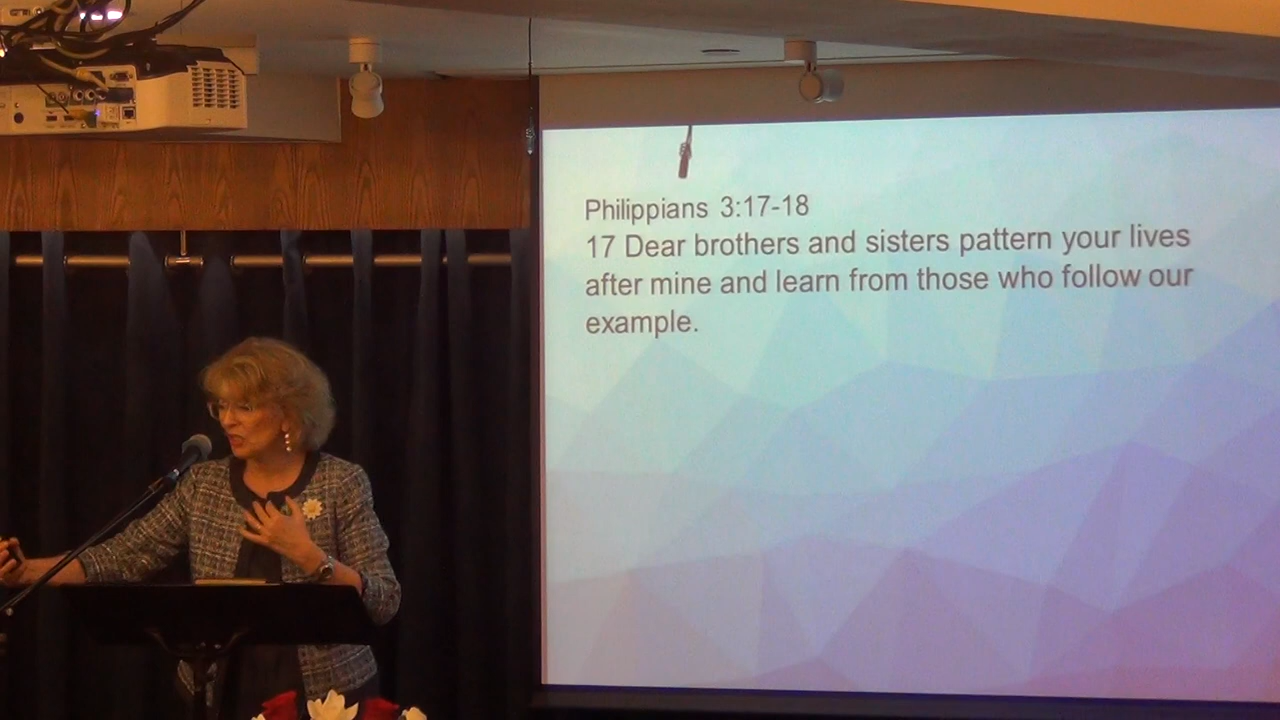 Philippians 3:17-18
17 Dear brothers and sisters pattern your lives
after mine and learn from those who follow our
example.